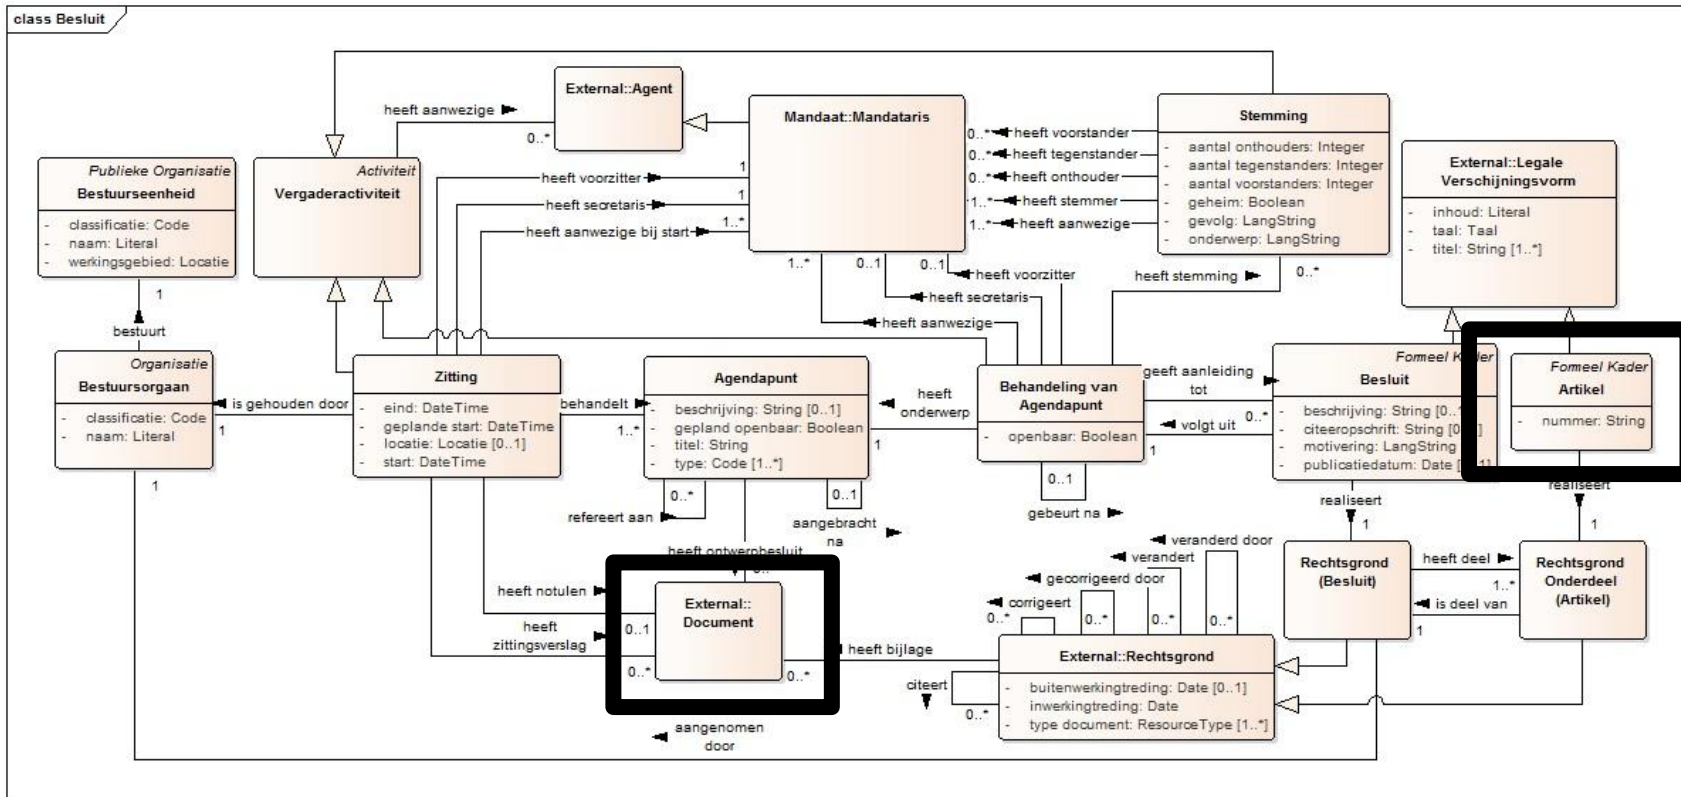 class Besluit
External::Agent
heeft aanwezige
0..*
Mandaat::Mandataris
Stemming
- aantal onthouders: Integer
- aantal tegenstanders: Integer
- aantal voorstanders: Integer
- geheim: Boolean
- gevolg: LangString
- onderwerp: LangString
0..* heeft voorstander
0..* heeft tegenstander
0..* heeft onthouder
1..* heeft stemmer
1..* heeft aanwezige
External::Legale
Verschijningsvorm
- inhoud: Literal
- taal: Taal
- titel: String [1..*]
Publieke Organisatie
Bestuurseenheid
- classificatie: Code
- naam: Literal
- werkingsgebied: Locatie
Activiteit
Vergaderactiviteit
heeft voorzitter
1
heeft secretaris
1
heeft aanwezige bij start
1..*
1..*
0..1
0..1
heeft voorzitter
heeft secretaris
heeft aanwezige
heeft stemming
0..*
1
bestuurt
Organisatie
Bestuursorgaan
- classificatie: Code
- naam: Literal
is gehouden door
1
1
Zitting
- eind: DateTime
- geplande start: DateTime
- locatie: Locatie [0..1]
- start: DateTime
behandelt
1..*
Agendapunt
- beschrijving: String [0..1]
- gepland openbaar: Boolean
- titel: String
- type: Code [1..*]
heeft
onderwerp
1
0..*
refereert aan
0..1
aangebracht
na
Behandeling van
Agendapunt
- openbaar: Boolean
0..1
gebeurt na
geeft aanleiding
tot
0..*
volgt uit
1
Formeel Kader
Besluit
- beschrijving: String
- citeeropschrift: String
- motivering: LangString
- publicatiedatum: Date
Formeel Kader
Artikel
- nummer: String
realiseert
1
realiseert
1
heeft ontwerpbesluit
heeft notulen
0..1
heeft
zittingsverslag
0..*
External::
Document
heeft bijlage
0..*
veranderd door
verandert
gecorrigeerd door
corrigeert
0..*
0..*
0..*
0..*
External::Rechtsgrond
- buitenwerkingtreding: Date [0..1]
- inwerkingtreding: Date
- type document: ResourceType [1..*]
citeert
0..*
Rechtsgrond
(Besluit)
heeft deel
1..*
is deel van
1
Rechtsgrond
Onderdeel
(Artikel)
aangenomen
door